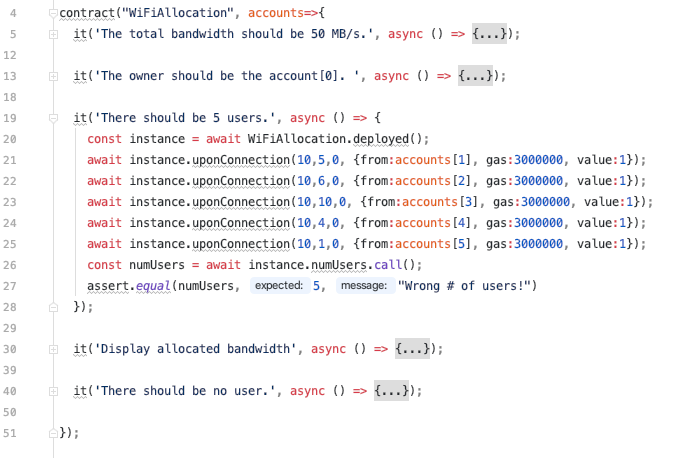 4 contract("WiFiAllocation", accounts=>{
5 it('The total bandwidth should be 50 MB/s.', async () => {...});
12
13 it('The owner should be the account[0]. ', async () => {...});
18
19 it('There should be 5 users.', async () => {
20 const instance = await WiFiAllocation.deployed();
21 await instance.uponConnection(10,5,0, {from:accounts[1], gas:3000000, value:1});
22 await instance.uponConnection(10,6,0, {from:accounts[2], gas:3000000, value:1});
23 await instance.uponConnection(10,10,0, {from:accounts[3], gas:3000000, value:1});
24 await instance.uponConnection(10,4,0, {from:accounts[4], gas:3000000, value:1});
25 await instance.uponConnection(10,1,0, {from:accounts[5], gas:3000000, value:1});
26 const numUsers = await instance.numUsers.call();
27 assert.equal(numUsers, expected: 5, message: "Wrong # of users!")
28 });
29
30 it('Display allocated bandwidth', async () => {...});
39
40 it('There should be no user.', async () => {...});
50
51 });